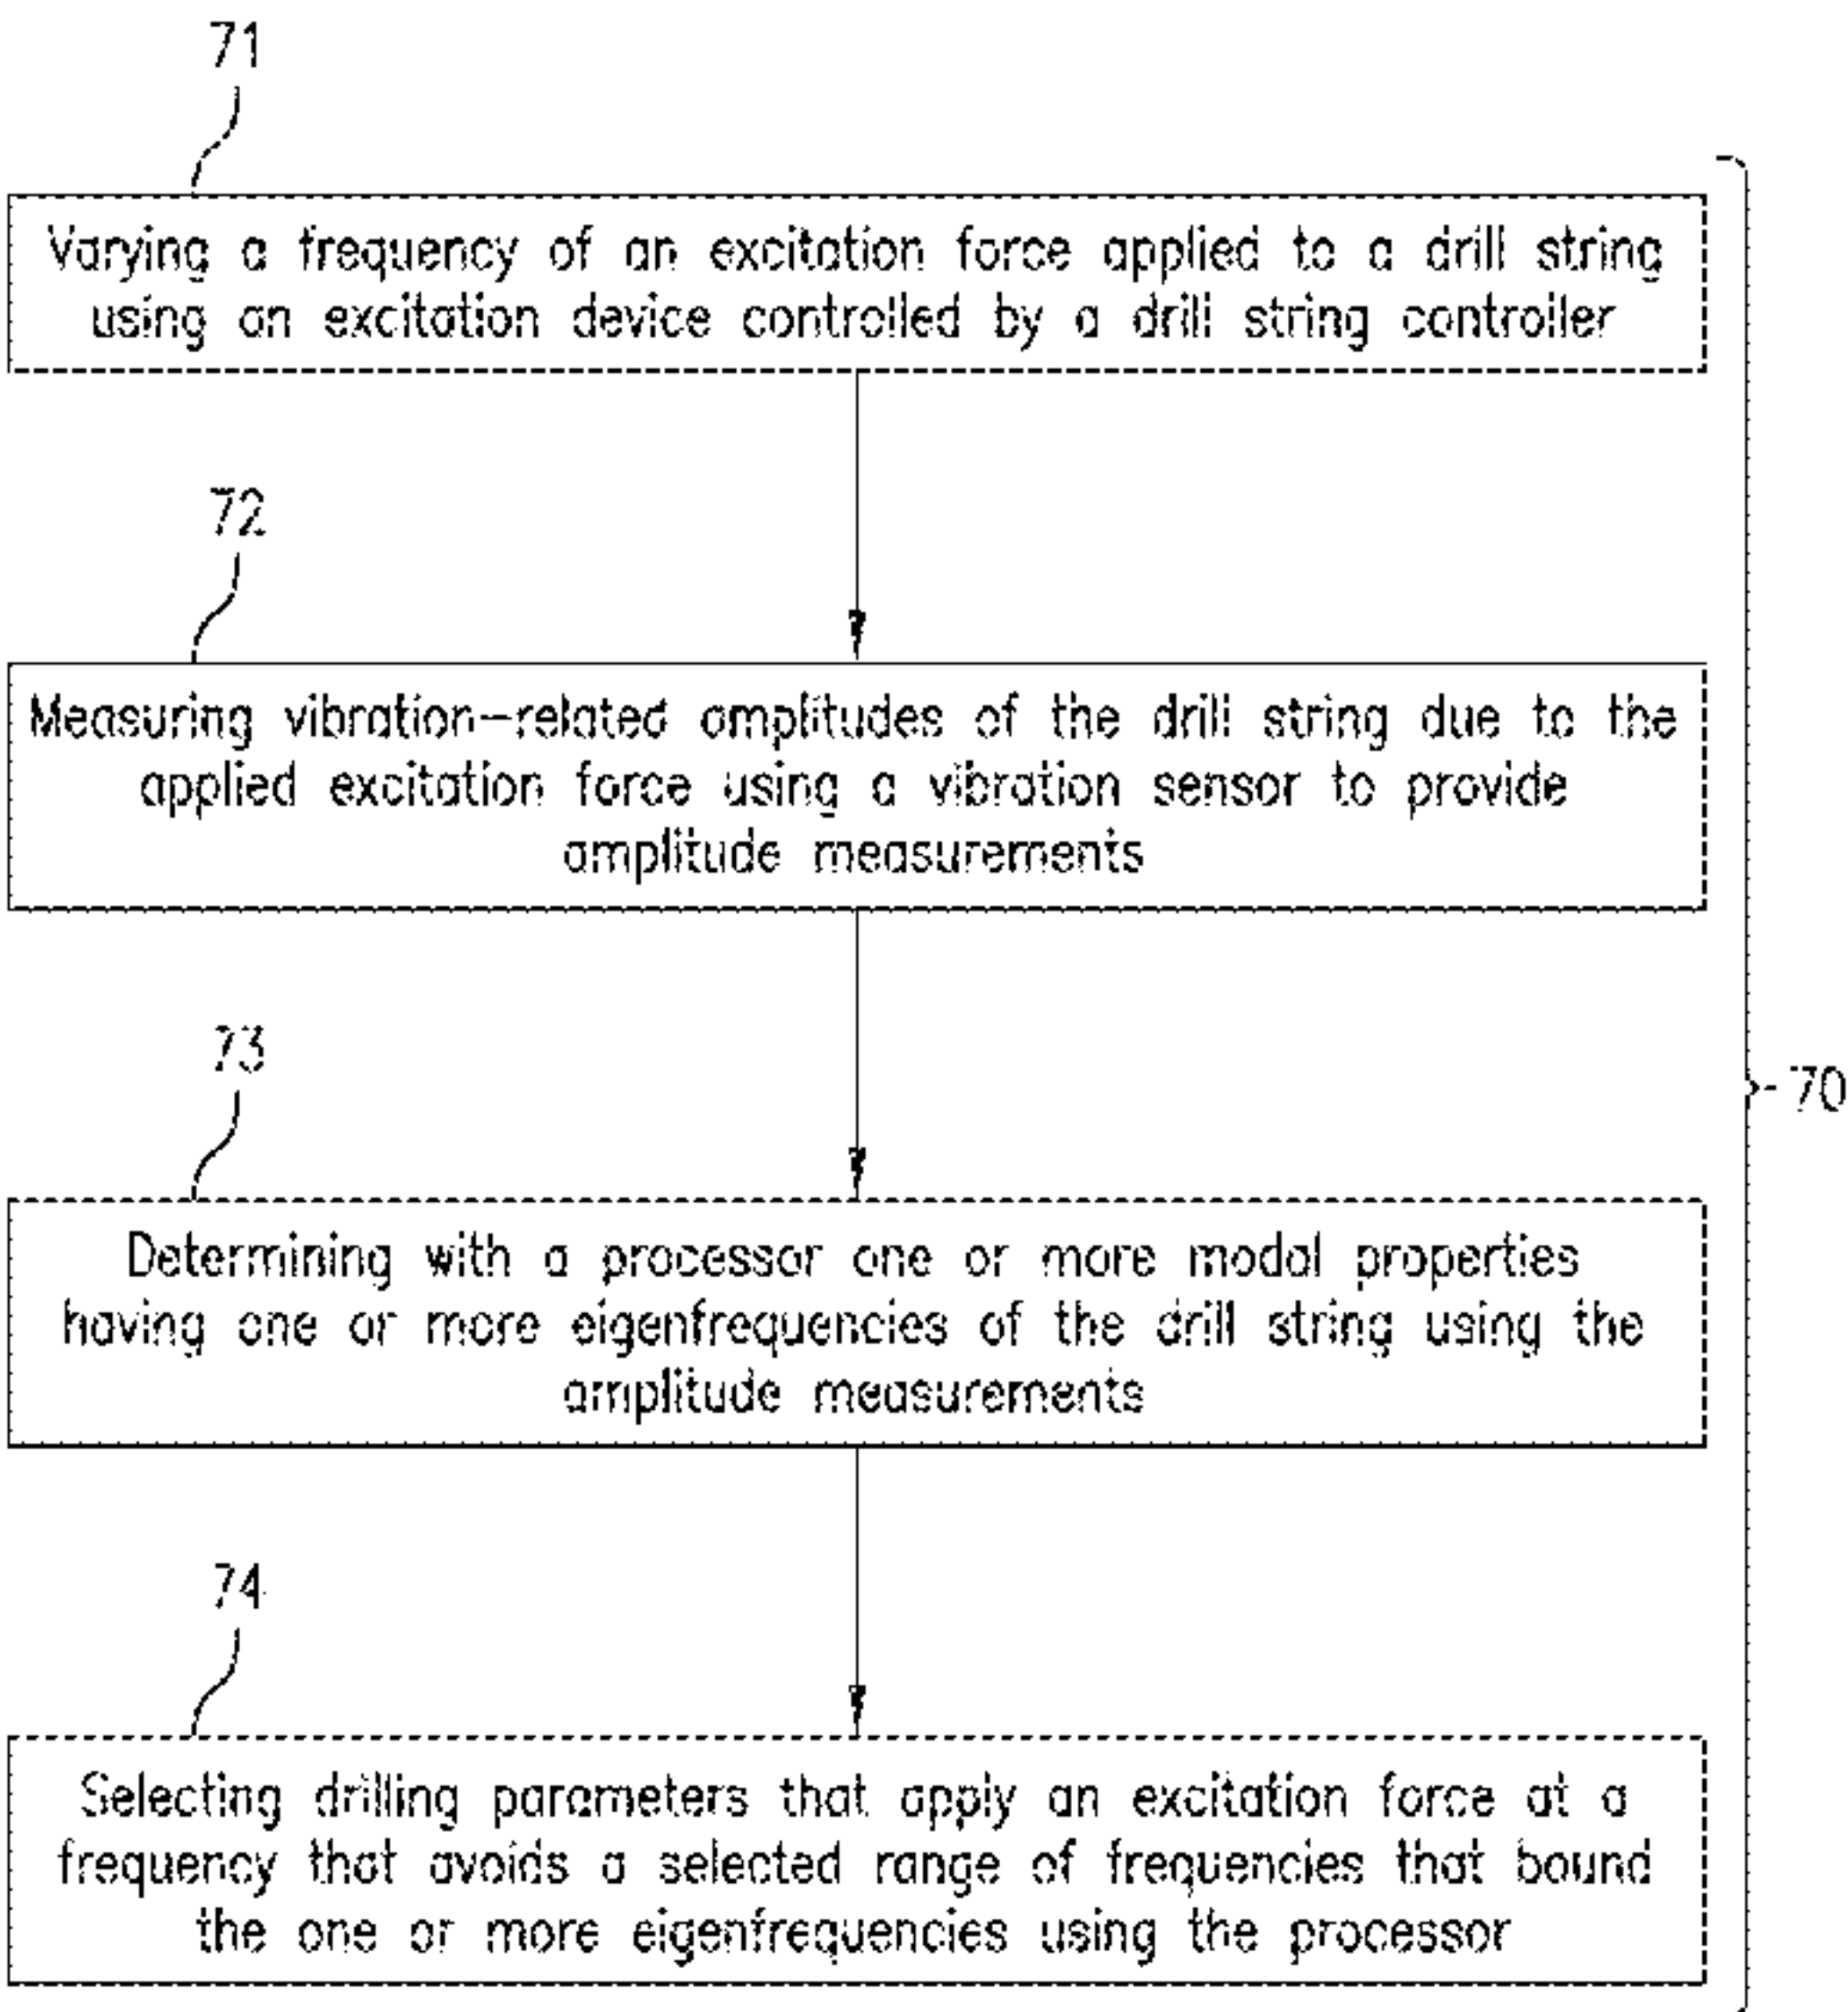 71
Varying a frequency of an excitation force applied to a drill string
using an excitation device controlled by a drill string controller
72
Measuring vibration-related amplitudes of the drill string due to the
applied excitation force using a vibration sensor to provide
amplitude measurements
73
70
Determining with a processor one or more modal properties
having one or more eigenfrequencies of the drill string using the
amplitude measurements
74
Selecting drilling parameters that apply an excitation force at a
frequency that avoids a selected range of frequencies that bound
the one or more eigenfrequencies using the processor